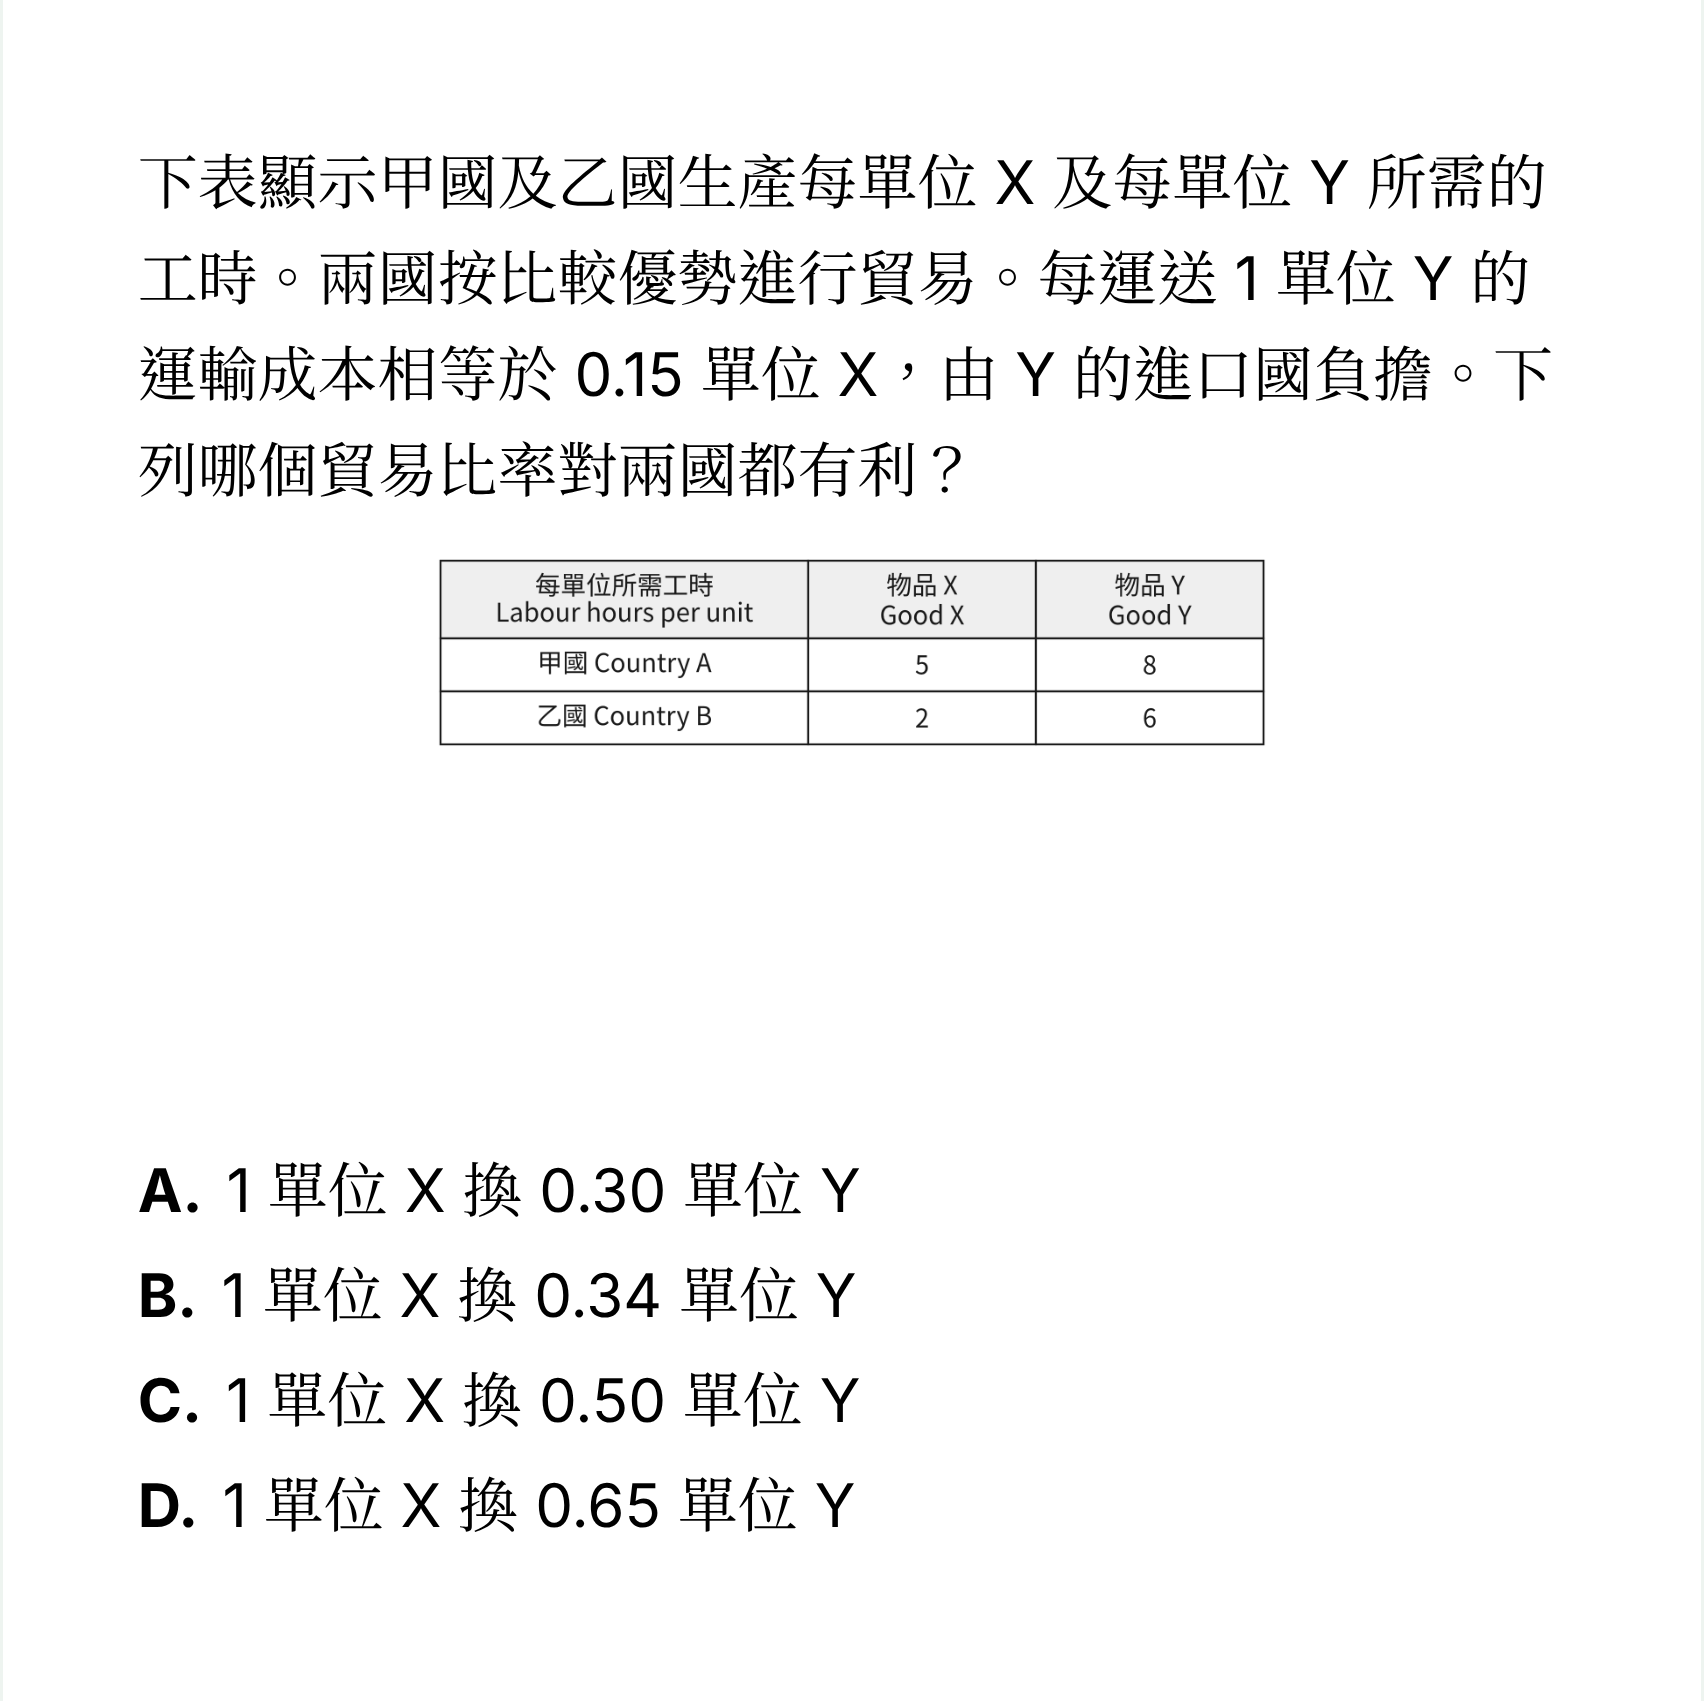 下表顯示甲國及乙國生產每單位 X 及每單位 Y 所需的
工時。兩國按比較優勢進行貿易。每運送 1 單位 Y 的
運輸成本相等於 0.15 單位 X，由 Y 的進口國負擔。下
列哪個貿易比率對兩國都有利？
每單位所需工時 物品 X 物品 Y
Labour hours per unit Good X Good Y
甲國 Country A 5 8
乙國 Country B 2 6
A. 1 單位 X 換 0.30 單位 Y
B. 1 單位 X 換 0.34 單位 Y
C. 1 單位 X 換 0.50 單位 Y
D. 1 單位 X 換 0.65 單位 Y